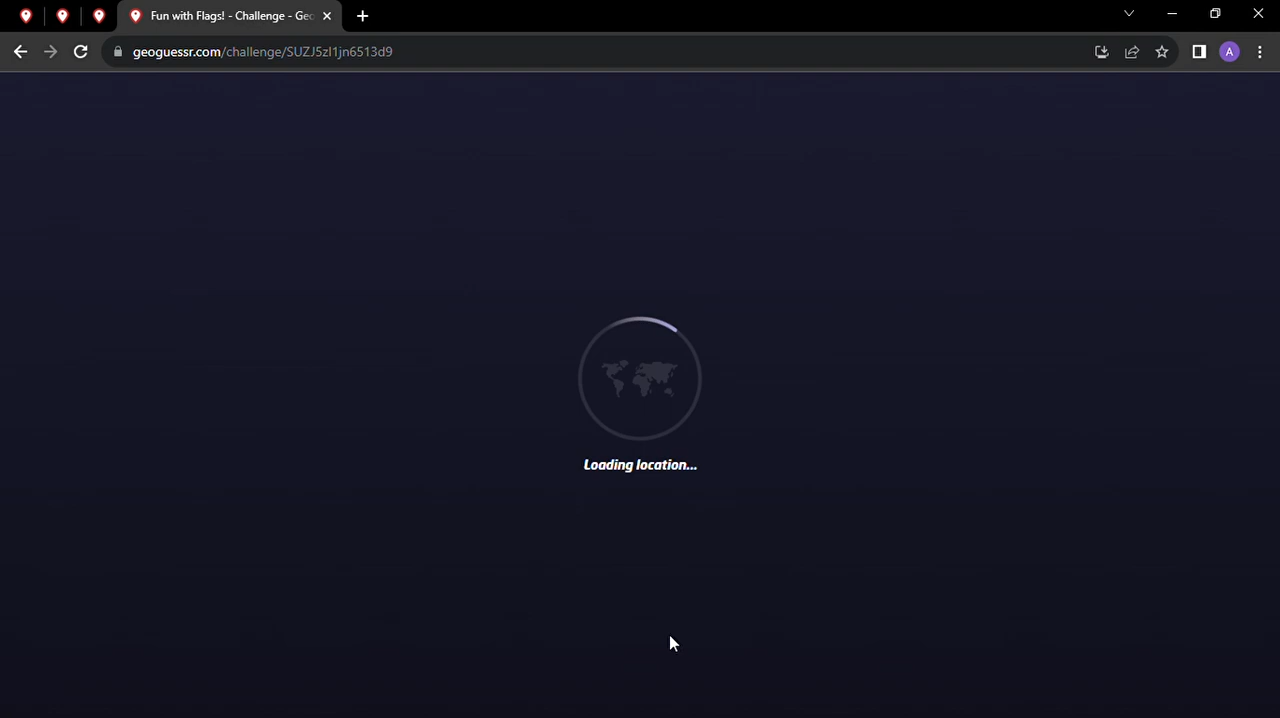 Fun with Flags! - Challenge - Geo
geoguessr.com/challenge/SUZJ5zl1jn6513d9
A
Loading location...